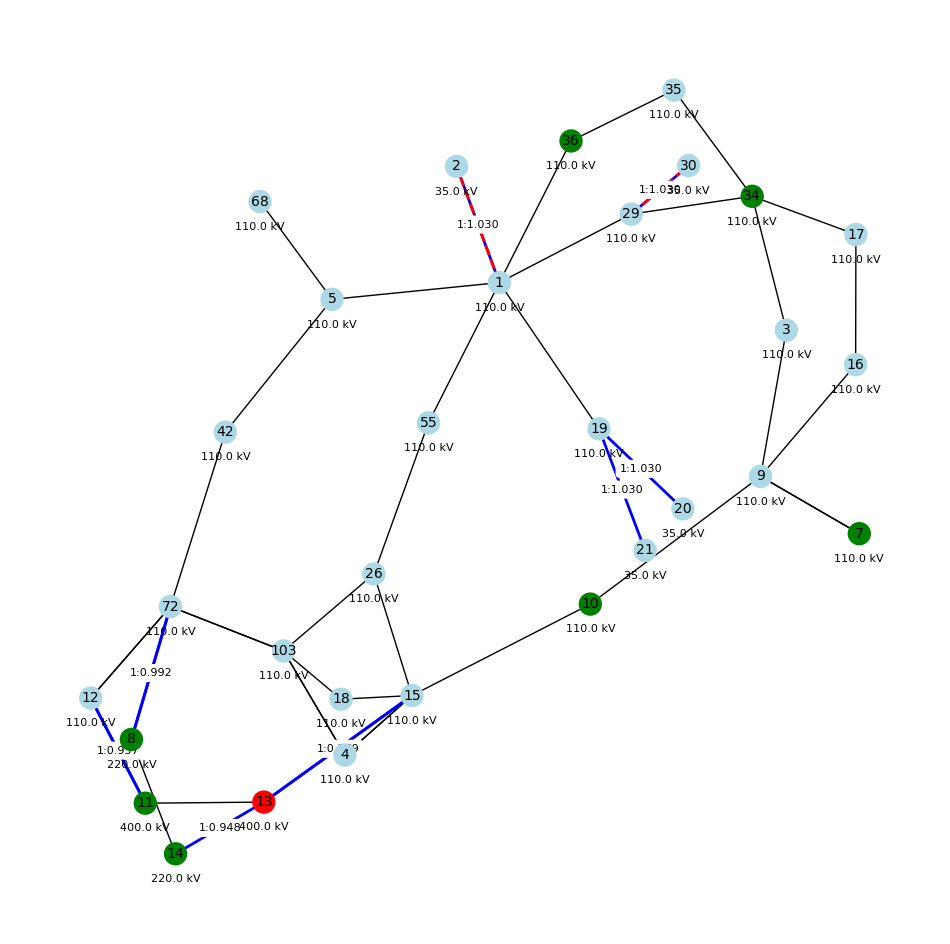 35
110.0 kV
36
110.0 kV
2
35.0 kV
30
35.0 kV
1:1.030
34
110.0 kV
68
110.0 kV
29
110.0 kV
1:1.030
17
110.0 kV
1
110.0 kV
5
110.0 kV
3
110.0 kV
16
110.0 kV
55
110.0 kV
19
110.0 kV
42
110.0 kV
1:1.030
9
110.0 kV
1:1.030
20
35.0 kV
7
110.0 kV
21
35.0 kV
26
110.0 kV
10
110.0 kV
72
110.0 kV
103
110.0 kV
1:0.992
12
110.0 kV
18
110.0 kV
15
110.0 kV
8
220.0 kV
4
110.0 kV
11
400.0 kV
13
400.0 kV
1:0.948
14
220.0 kV